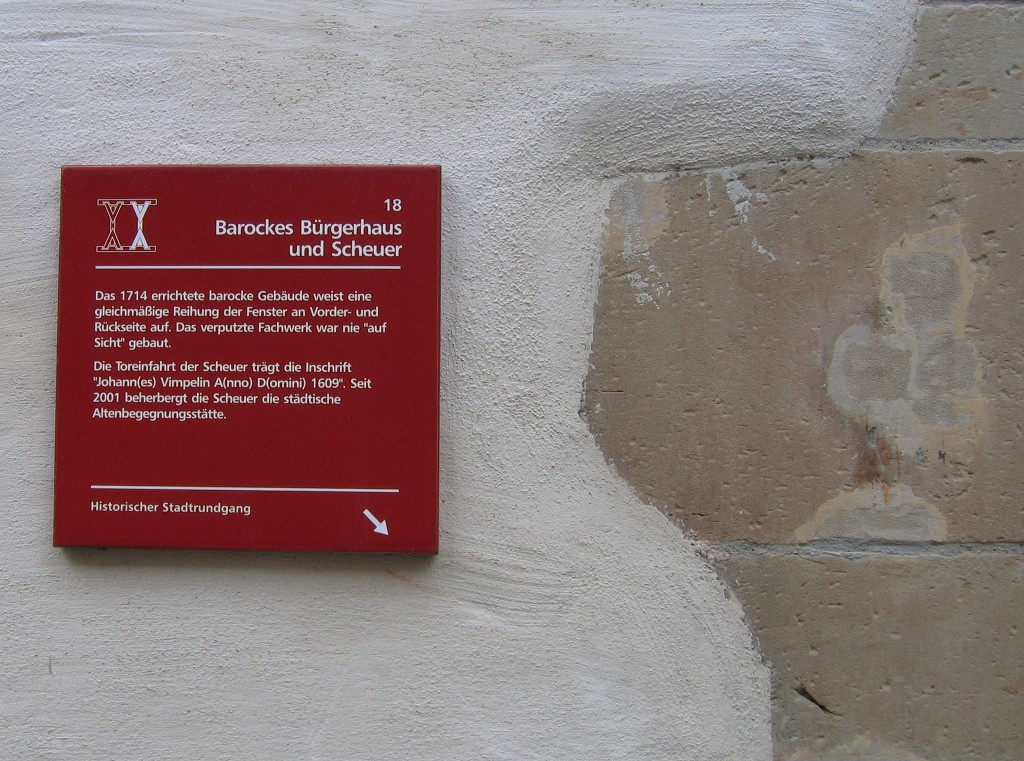 18
Barockes Bürgerhaus
und Scheuer
Das 1714 errichtete barocke Gebäude weist eine
gleichmäßige Reihung der Fenster an Vorder- und
Rückseite auf. Das verputzte Fachwerk war nie "auf
Sicht" gebaut.
Die Toreinfahrt der Scheuer trägt die Inschrift
"Johann(es) Vimpelin A(nno) D(omini) 1609". Seit
2001 beherbergt die Scheuer die städtische
Altenbegegnungsstätte.
Historischer Stadtrundgang